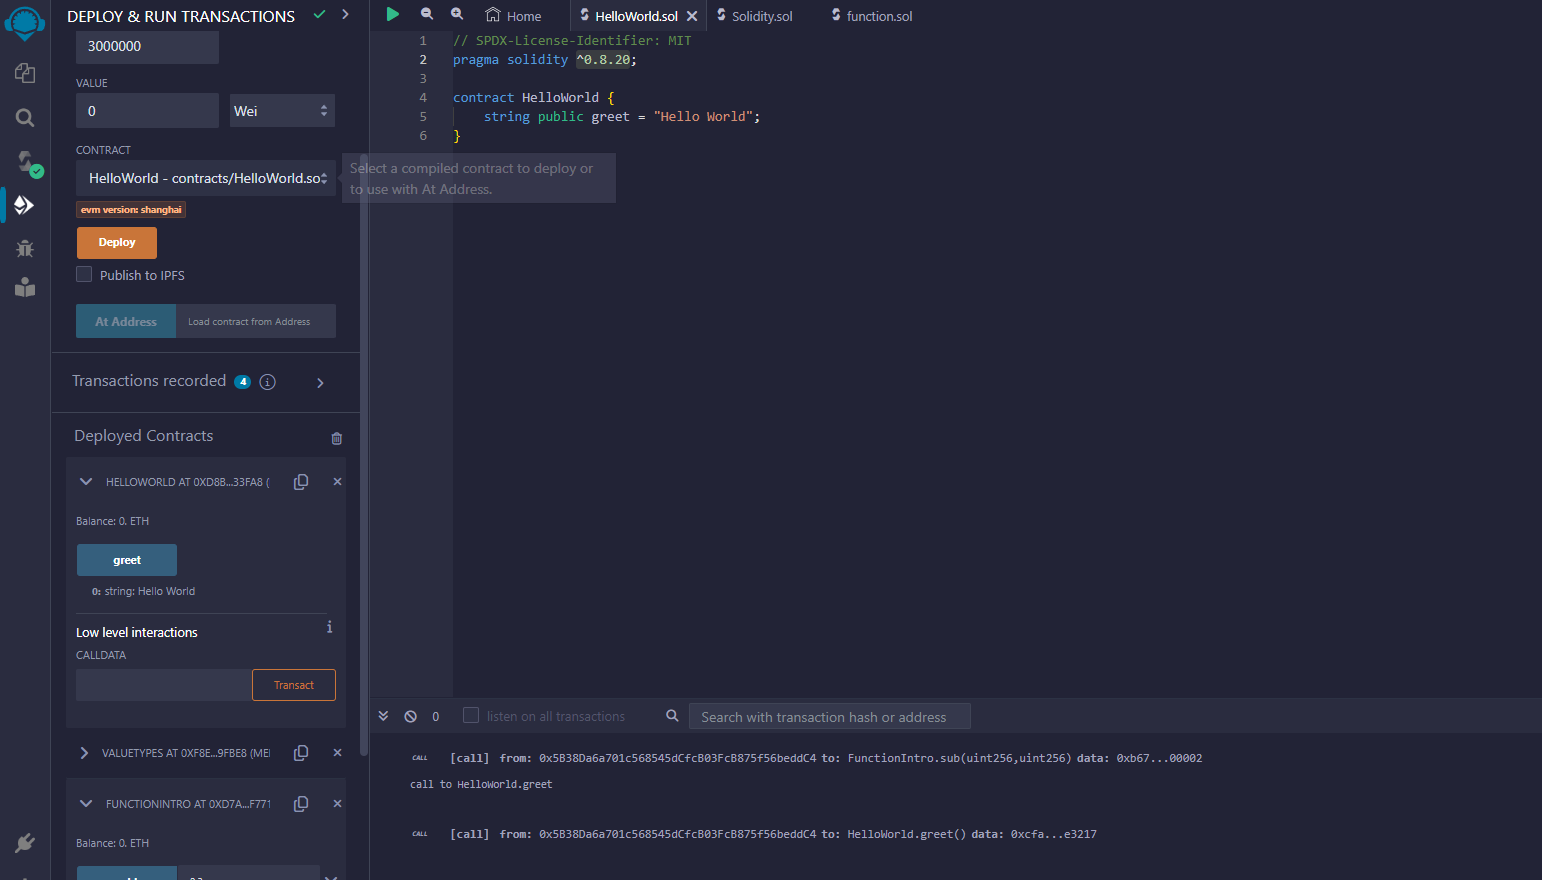 DEPLOY & RUN TRANSACTIONS
3000000
VALUE
0
Wei
CONTRACT
HelloWorld - contracts/HelloWorld.so
evm version: shanghai
Deploy
Publish to IPFS
At Address
Load contract from Address
Transactions recorded 4 i
Deployed Contracts
HELLOWORLD AT 0XD8B...33FA8 (
Balance: 0. ETH
greet
0: string: Hello World
Low level interactions
i
CALLDATA
Transact
VALUETYPES AT 0XF8E...9FBE8 (MEI
FUNCTIONINTRO AT 0XD7A...F771
Balance: 0. ETH
Home
HelloWorld.sol
Solidity.sol
function.sol
1 // SPDX-License-Identifier: MIT
2 pragma solidity ^0.8.20;
3
4 contract HelloWorld {
5 string public greet = "Hello World";
6 }
Select a compiled contract to deploy or
to use with At Address.
0
listen on all transactions
Search with transaction hash or address
CALL [call] from: 0x5B38Da6a701c568545dCfcB03FcB875f56beddC4 to: FunctionIntro.sub(uint256,uint256) data: 0xb67...00002
call to HelloWorld.greet
CALL [call] from: 0x5B38Da6a701c568545dCfcB03FcB875f56beddC4 to: HelloWorld.greet() data: 0xcfa...e3217